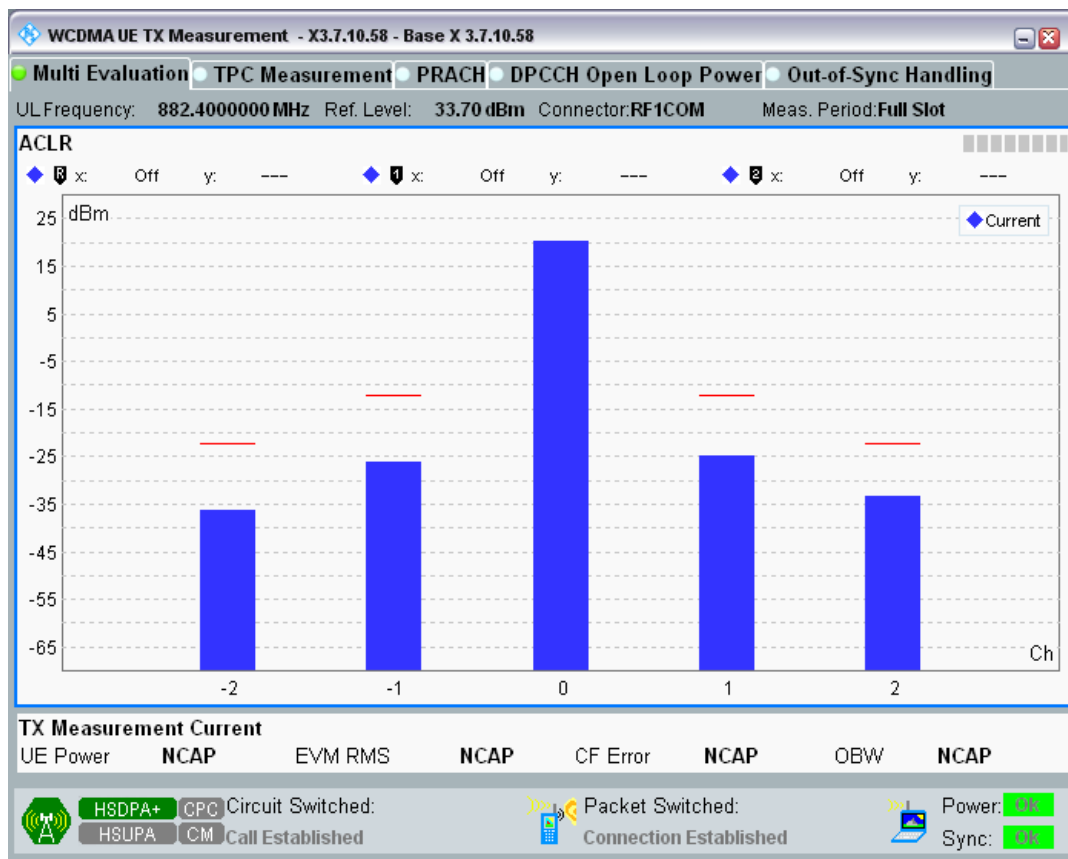 WCDMA UE TX Measurement - X3.7.10.58 - Base X 3.7.10.58
Multi Evaluation TPC Measurement PRACH DPCCH Open Loop Power Out-of-Sync Handling
UL Frequency: 882.4000000 MHz Ref. Level: 33.70 dBm Connector:RF1COM Meas. Period:Full Slot
ACLR
R x: Off y: --- 1 x: Off y: --- 2 x: Off y: ---
dBm
Current
25
15
5
-5
-15
-25
-35
-45
-55
-65
Ch
-2 -1 0 1 2
TX Measurement Current
UE Power NCAP EVM RMS NCAP CF Error NCAP OBW NCAP
HSDPA+ CPC Circuit Switched: Packet Switched: Power: OK
HSUPA CM Call Established Connection Established Sync: OK